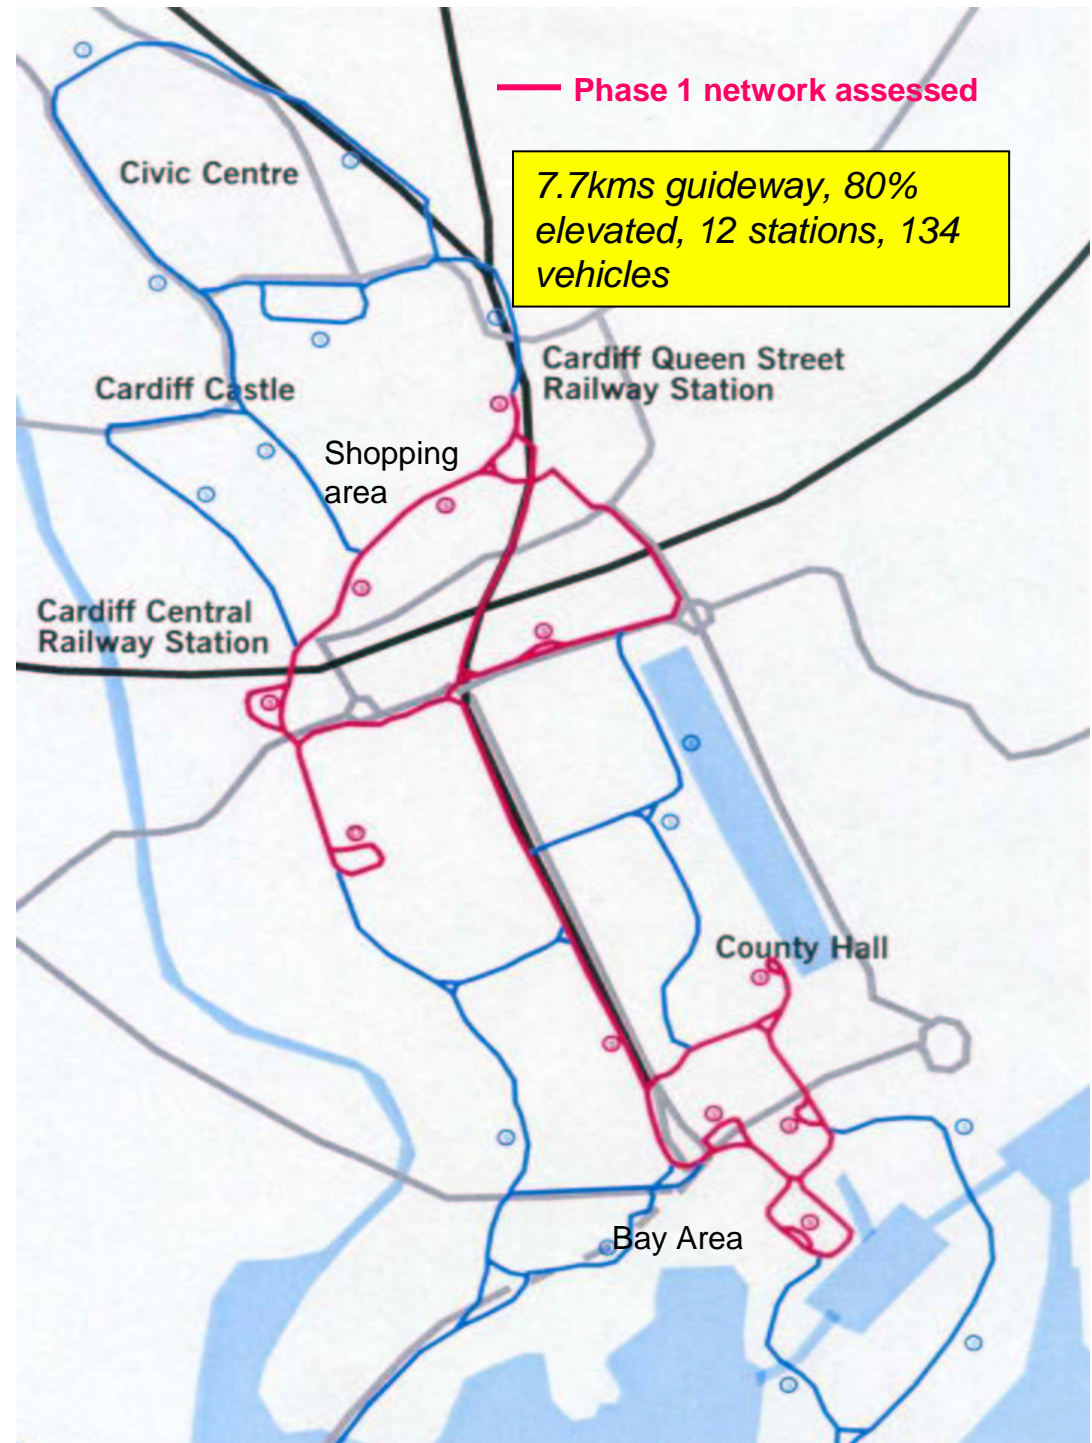 Phase 1 network assessed
7.7kms guideway, 80%
elevated, 12 stations, 134
vehicles
Civic Centre
Cardiff Queen Street
Railway Station
Cardiff Castle
Shopping
area
Cardiff Central
Railway Station
County Hall
Bay Area